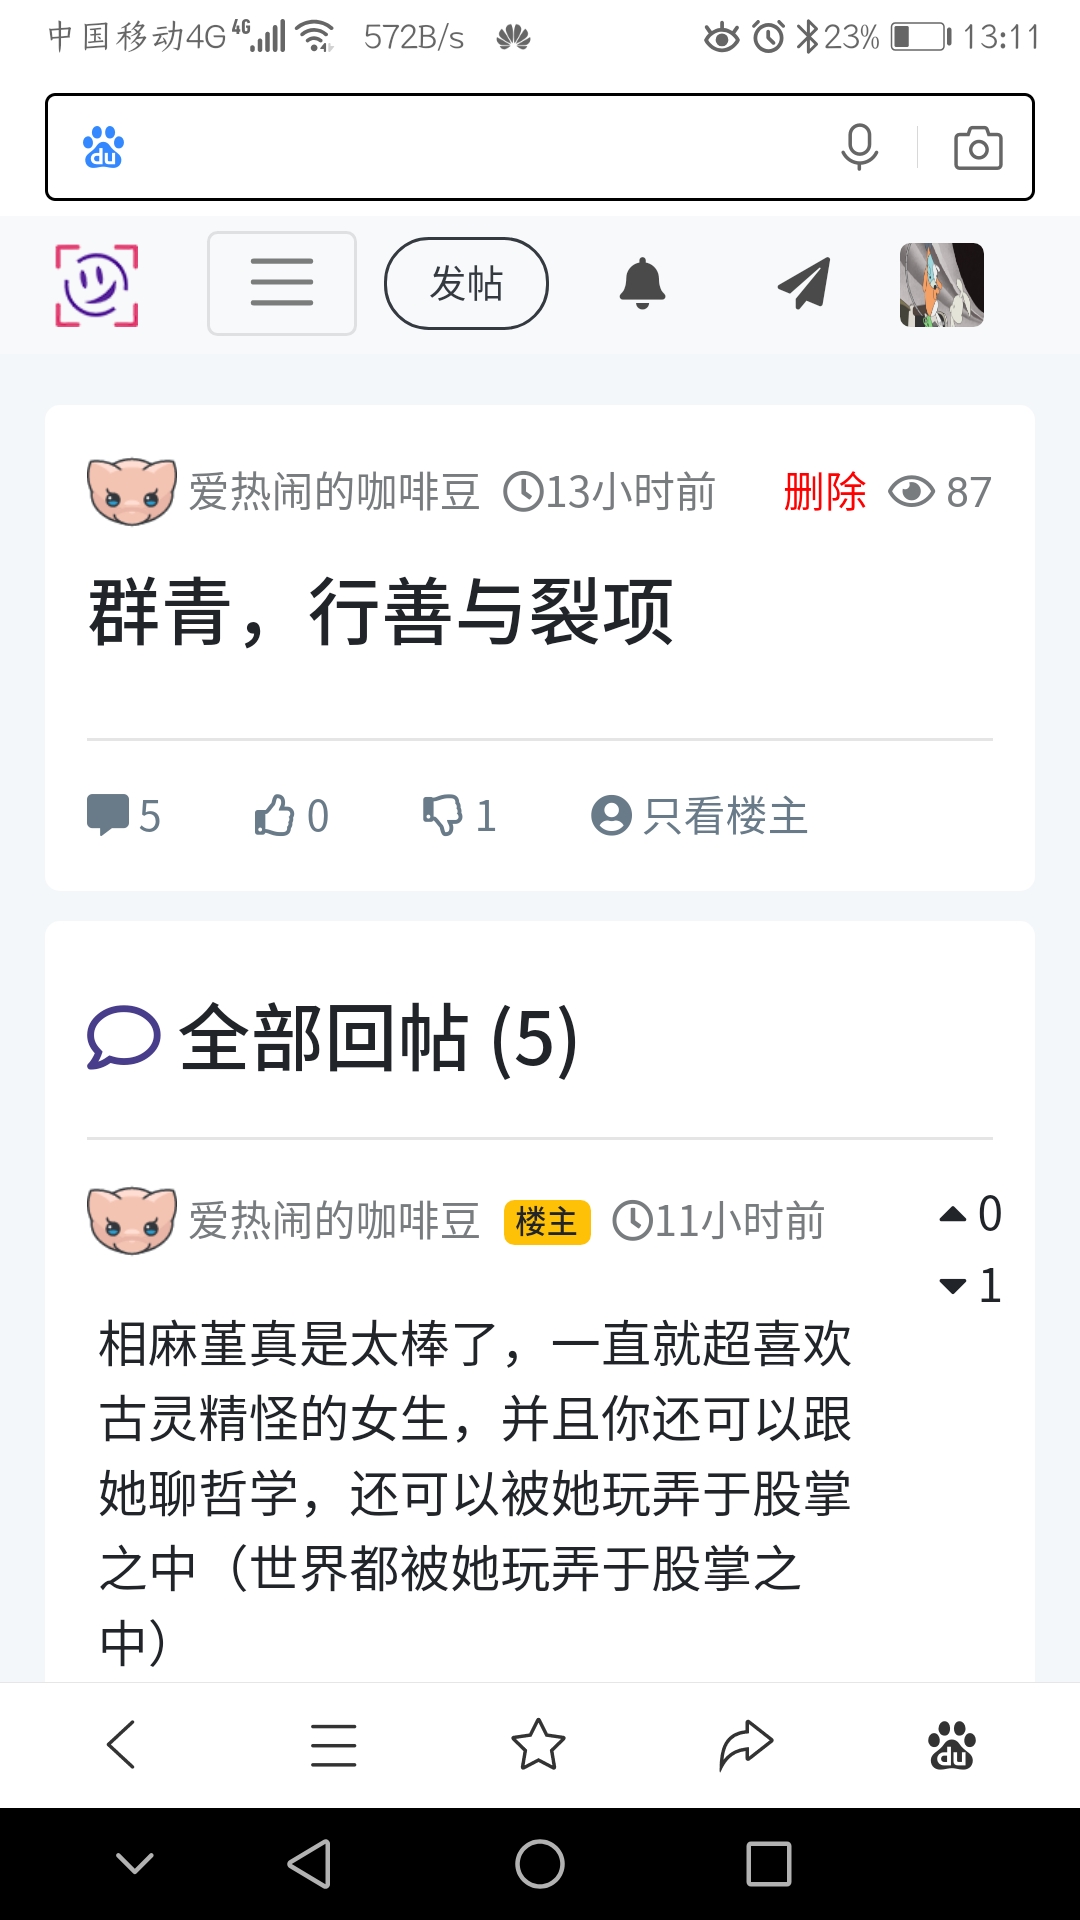 中国移动4G 4G 572B/s 23% 13:11
du
发帖
爱热闹的咖啡豆 13小时前 删除 87
群青，行善与裂项
5 0 1 只看楼主
全部回帖 (5)
爱热闹的咖啡豆 楼主 11小时前 0
1
相麻堇真是太棒了，一直就超喜欢
古灵精怪的女生，并且你还可以跟
她聊哲学，还可以被她玩弄于股掌
之中（世界都被她玩弄于股掌之
中）
du